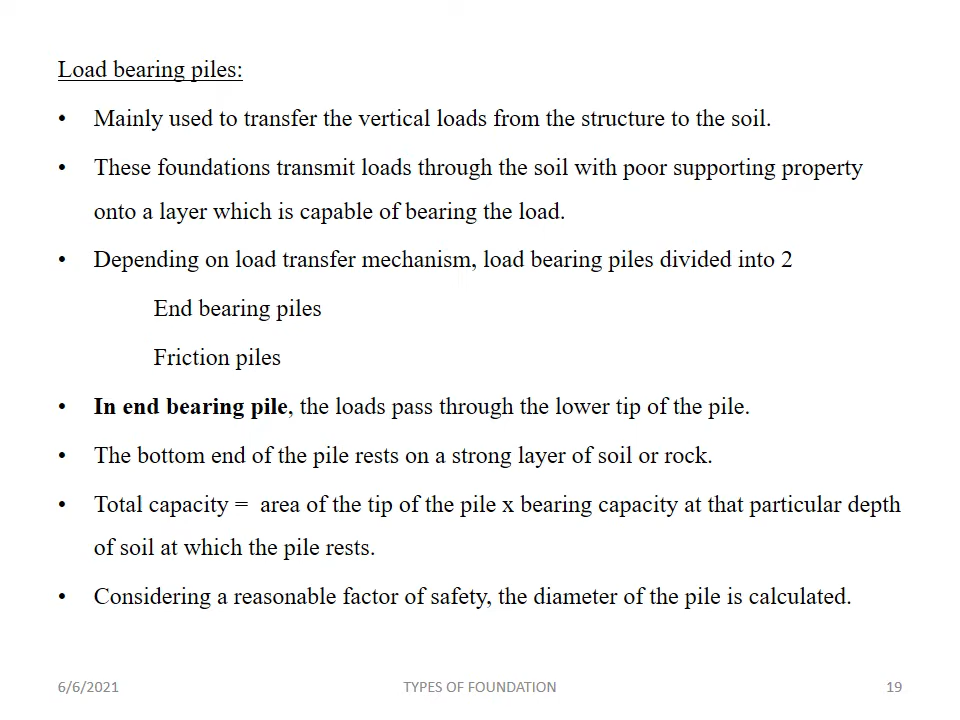 Load bearing piles:
• Mainly used to transfer the vertical loads from the structure to the soil.
• These foundations transmit loads through the soil with poor supporting property
onto a layer which is capable of bearing the load.
• Depending on load transfer mechanism, load bearing piles divided into 2
End bearing piles
Friction piles
• In end bearing pile, the loads pass through the lower tip of the pile.
• The bottom end of the pile rests on a strong layer of soil or rock.
• Total capacity = area of the tip of the pile x bearing capacity at that particular depth
of soil at which the pile rests.
• Considering a reasonable factor of safety, the diameter of the pile is calculated.
6/6/2021 TYPES OF FOUNDATION 19